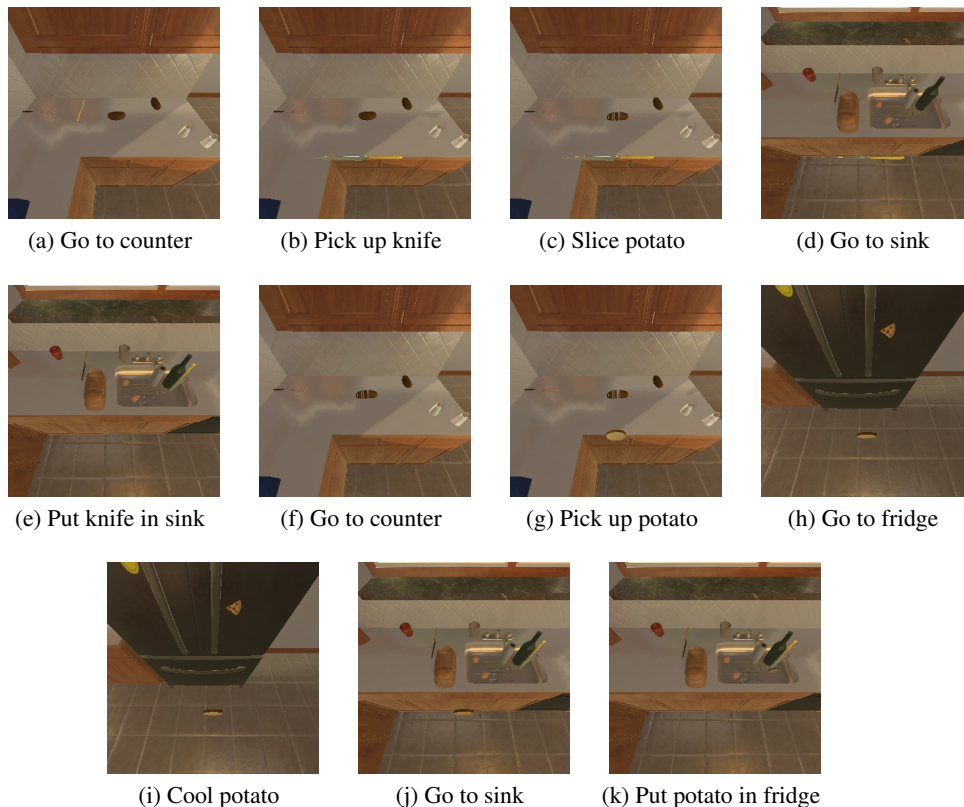 (a) Go to counter
(b) Pick up knife
(c) Slice potato
(d) Go to sink
(e) Put knife in sink
(f) Go to counter
(g) Pick up potato
(h) Go to fridge
(i) Cool potato
(j) Go to sink
(k) Put potato in fridge